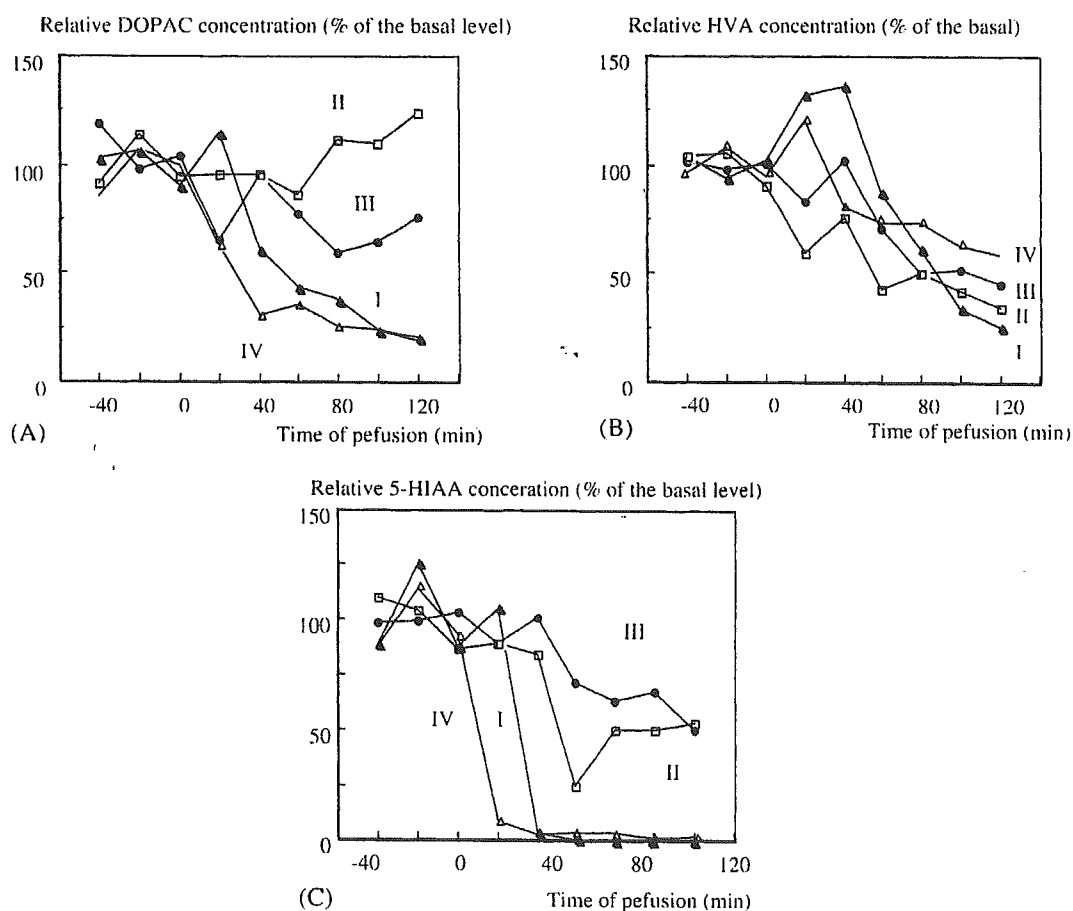 Relative DOPAC concentration (% of the basal level)
150
100
50
0
II
III
I
IV
-40 0 40 80 120
(A)
Time of pefusion (min)
Relative HVA concentration (% of the basal)
150
100
50
0
IV
III
II
I
-40 0 40 80 120
(B)
Time of pefusion (min)
Relative 5-HIAA conceration (% of the basal level)
150
100
50
0
III
IV I
II
-40 0 40 80 120
(C)
Time of pefusion (min)